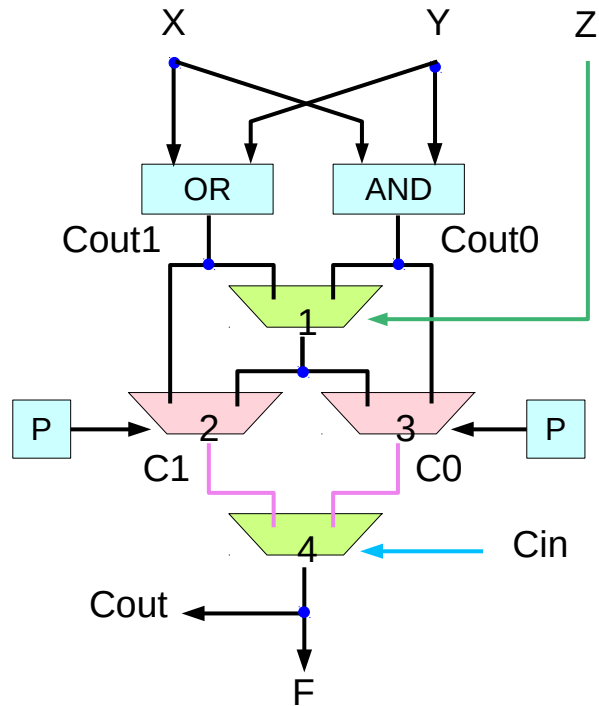 X Y Z
OR AND
Cout1 Cout0
1
P 2 3 P
C1 C0
4 Cin
Cout
F